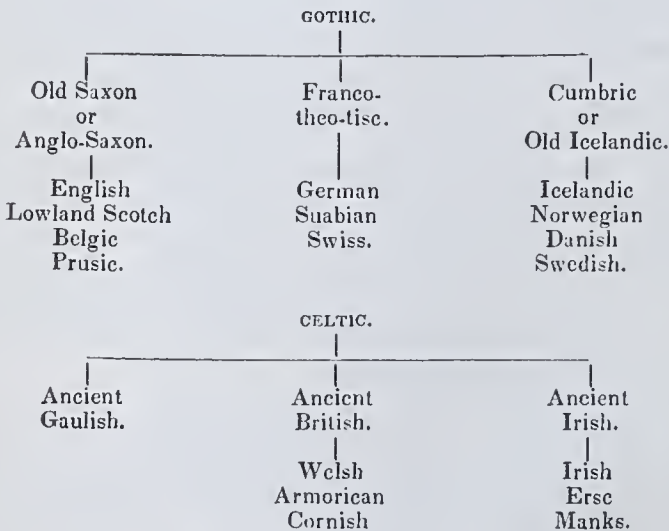 GOTHIC.
Old Saxon
or
Anglo-Saxon.
Franco-
theo-tisc.
Cumbric
or
Old Icelandic.
English
Lowland Scotch
Belgic
Prusic.
German
Suabian
Swiss.
Icelandic
Norwegian
Danish
Swedish.
CELTIC.
Ancient
Gaulish.
Ancient
British.
Ancient
Irish.
Welsh
Armorican
Cornish
Irish
Erse
Manks.